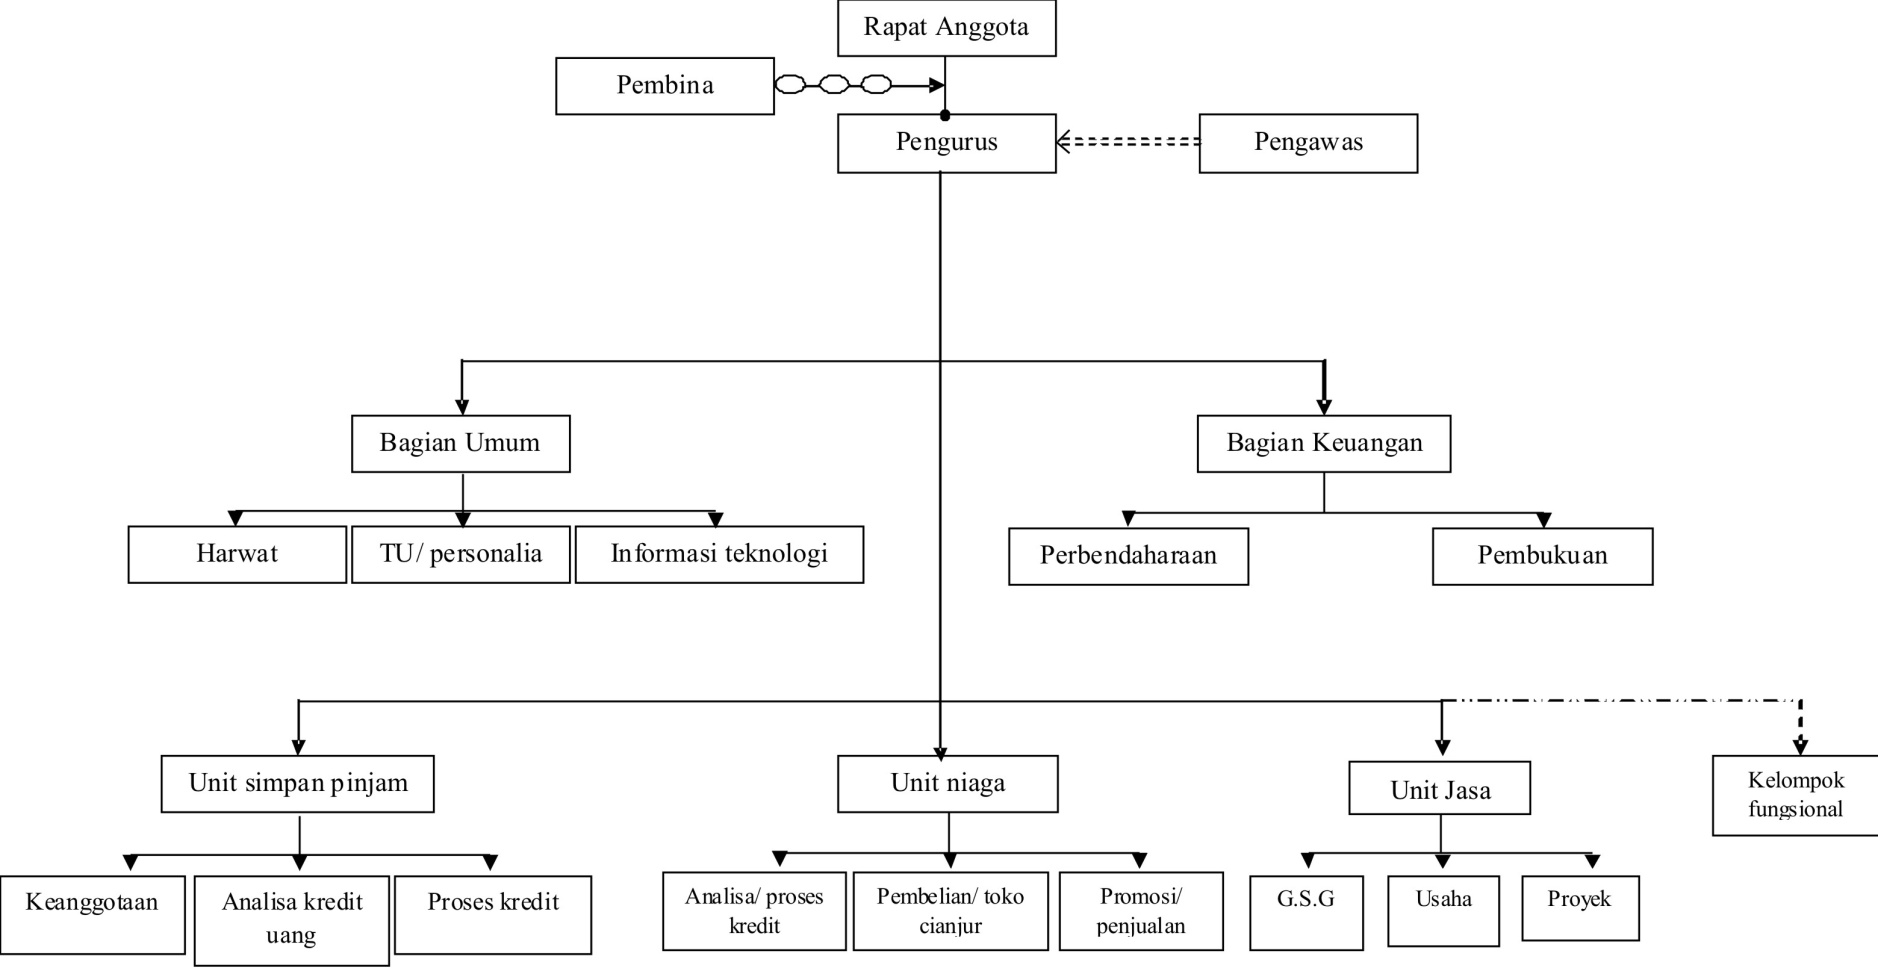 Rapat Anggota
Pembina
Pengurus
Pengawas
Bagian Umum
Bagian Keuangan
Harwat
TU/ personalia
Informasi teknologi
Perbendaharaan
Pembukuan
Unit simpan pinjam
Unit niaga
Unit Jasa
Kelompok
fungsional
Keanggotaan
Analisa kredit
uang
Proses kredit
Analisa/ proses
kredit
Pembelian/ toko
cianjur
Promosi/
penjualan
G.S.G
Usaha
Proyek